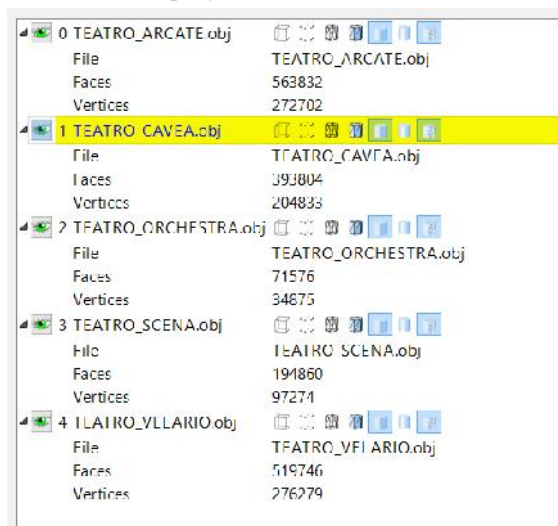 0 TEATRO_ARCATE.obj
File TEATRO_ARCATE.obj
Faces 563832
Vertices 272702
1 TEATRO_CAVEA.obj
File TEATRO_CAVEA.obj
Faces 393804
Vertices 204833
2 TEATRO_ORCHESTRA.obj
File TEATRO_ORCHESTRA.obj
Faces 71576
Vertices 34875
3 TEATRO_SCENA.obj
File TEATRO_SCENA.obj
Faces 194860
Vertices 97274
4 TEATRO_VELARIO.obj
File TEATRO_VELARIO.obj
Faces 519746
Vertices 276279